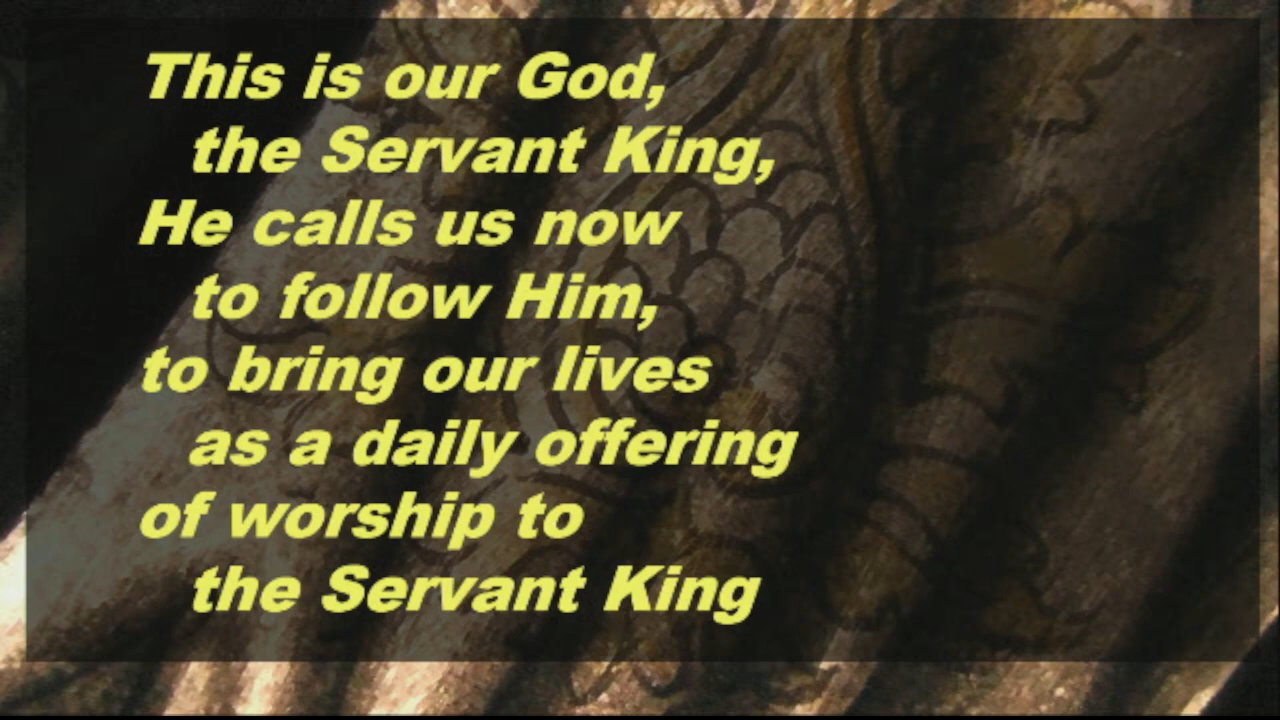 This is our God,
the Servant King,
He calls us now
to follow Him,
to bring our lives
as a daily offering
of worship to
the Servant King